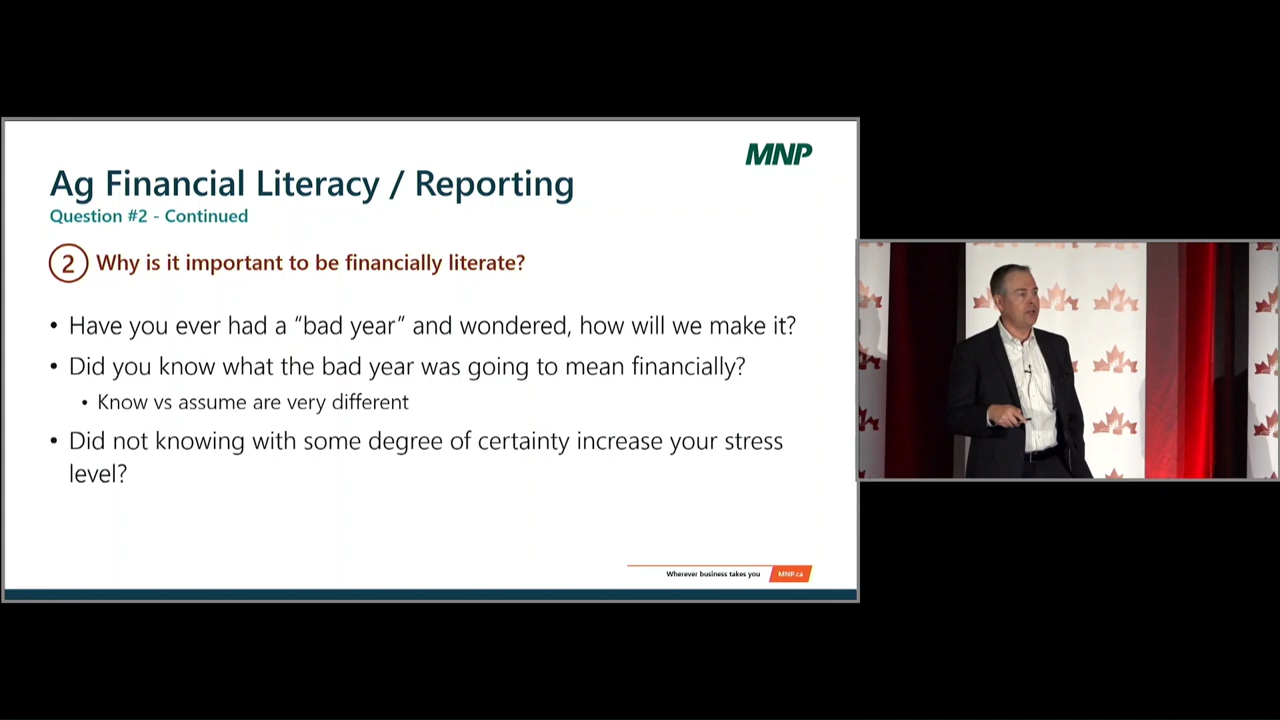 MNP
Ag Financial Literacy / Reporting
Question #2 - Continued
2 Why is it important to be financially literate?
• Have you ever had a “bad year” and wondered, how will we make it?
• Did you know what the bad year was going to mean financially?
• Know vs assume are very different
• Did not knowing with some degree of certainty increase your stress
level?
Wherever business takes you MNP.ca